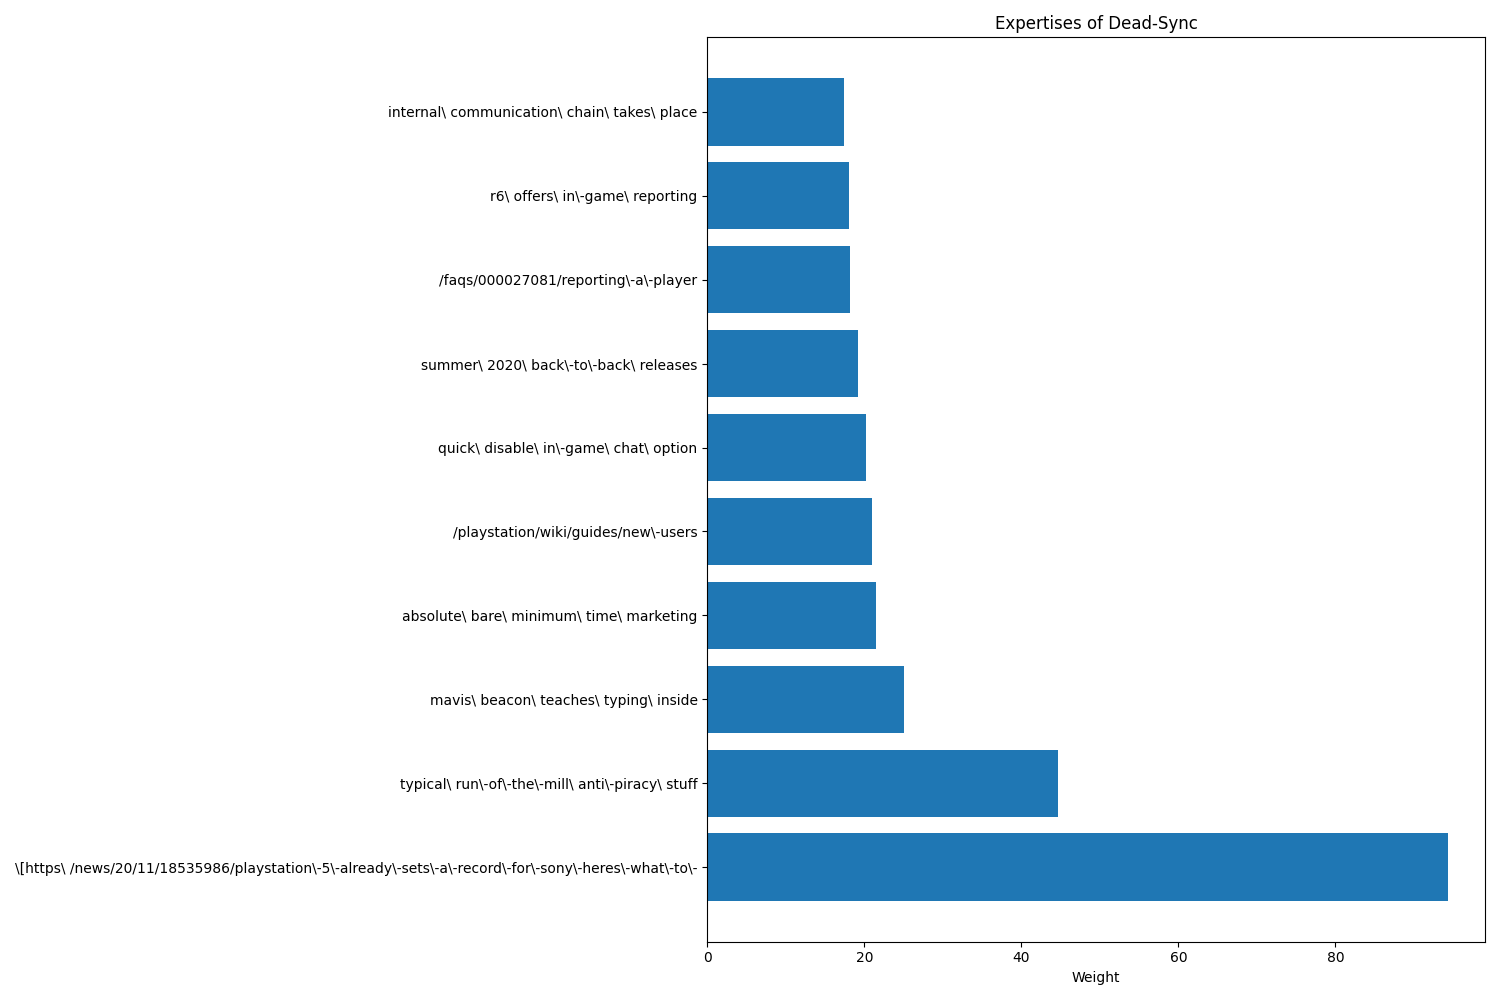 Expertises of Dead-Sync
internal\ communication\ chain\ takes\ place
r6\ offers\ in\-game\ reporting
/faqs/000027081/reporting\-a\-player
summer\ 2020\ back\-to\-back\ releases
quick\ disable\ in\-game\ chat\ option
/playstation/wiki/guides/new\-users
absolute\ bare\ minimum\ time\ marketing
mavis\ beacon\ teaches\ typing\ inside
typical\ run\-of\-the\-mill\ anti\-piracy\ stuff
\[https\ /news/20/11/18535986/playstation\-5\-already\-sets\-a\-record\-for\-sony\-heres\-what\-to\-
0 20 40 60 80
Weight